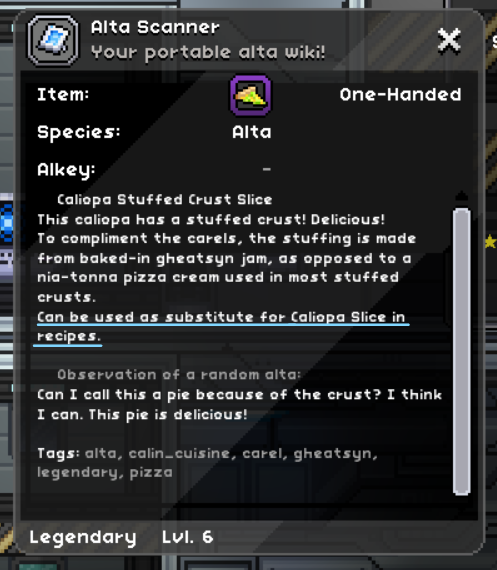 Alta Scanner
Your portable alta wiki!
Item: One-Handed
Species: Alta
Alkey: -
Caliopa Stuffed Crust Slice
This caliopa has a stuffed crust! Delicious!
To compliment the carels, the stuffing is made
from baked-in gheatsyn jam, as opposed to a
nia-tonna pizza cream used in most stuffed
crusts.
Can be used as substitute for Caliopa Slice in
recipes.
Observation of a random alta:
Can I call this a pie because of the crust? I think
I can. This pie is delicious!
Tags: alta, calin_cuisine, carel, gheatsyn,
legendary, pizza
Legendary Lvl. 6